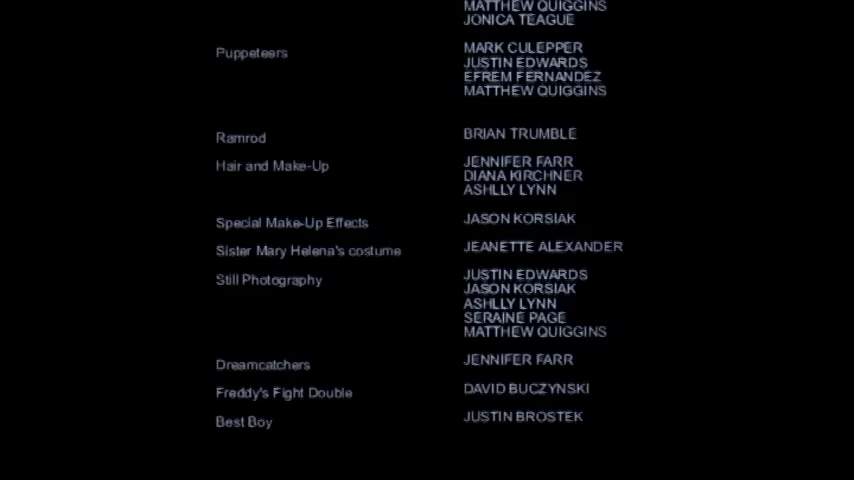 MATTHEW QUIGGINS
JONICA TEAGUE
Puppeteers MARK CULEPPER
JUSTIN EDWARDS
EFREM FERNANDEZ
MATTHEW QUIGGINS
Ramrod BRIAN TRUMBLE
Hair and Make-Up JENNIFER FARR
DIANA KIRCHNER
ASHLLY LYNN
Special Make-Up Effects JASON KORSIAK
Sister Mary Helena's costume JEANETTE ALEXANDER
Still Photography JUSTIN EDWARDS
JASON KORSIAK
ASHLLY LYNN
SERAINE PAGE
MATTHEW QUIGGINS
Dreamcatchers JENNIFER FARR
Freddy's Fight Double DAVID BUCZYNSKI
Best Boy JUSTIN BROSTEK